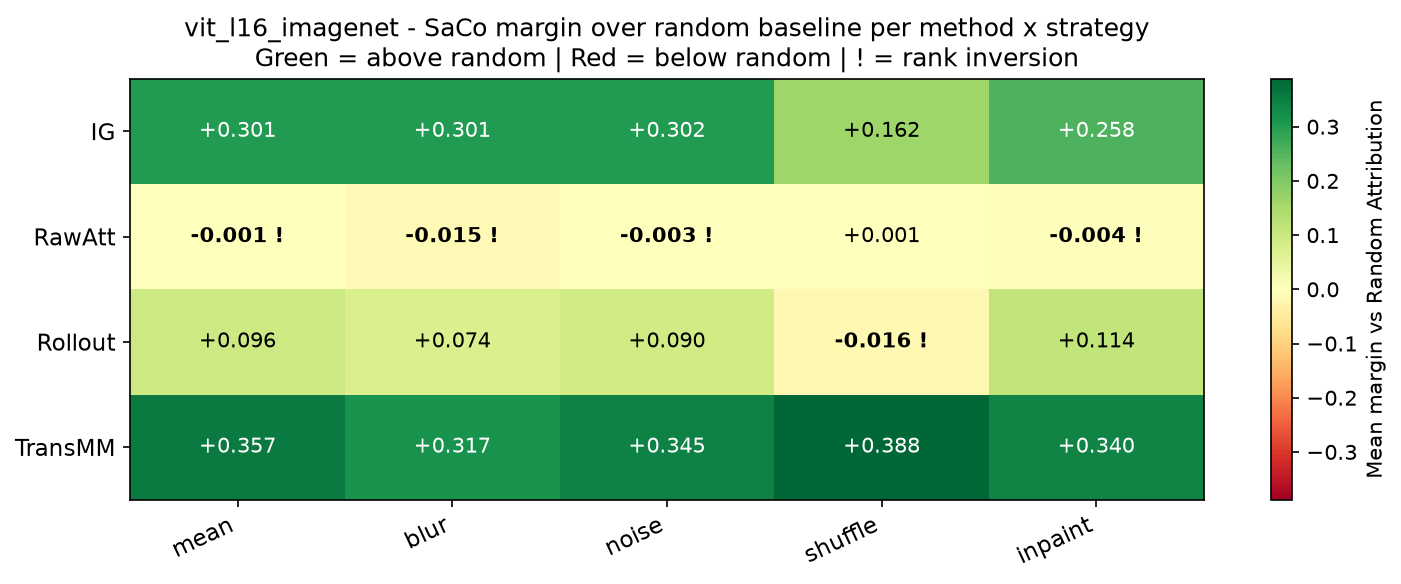 vit_l16_imagenet - SaCo margin over random baseline per method x strategy
Green = above random | Red = below random | ! = rank inversion
IG +0.301 +0.301 +0.302 +0.162 +0.258
RawAtt -0.001 ! -0.015 ! -0.003 ! +0.001 -0.004 !
Rollout +0.096 +0.074 +0.090 -0.016 ! +0.114
TransMM +0.357 +0.317 +0.345 +0.388 +0.340
mean blur noise shuffle inpaint
0.3
0.2
0.1
0.0
−0.1
−0.2
−0.3
Mean margin vs Random Attribution